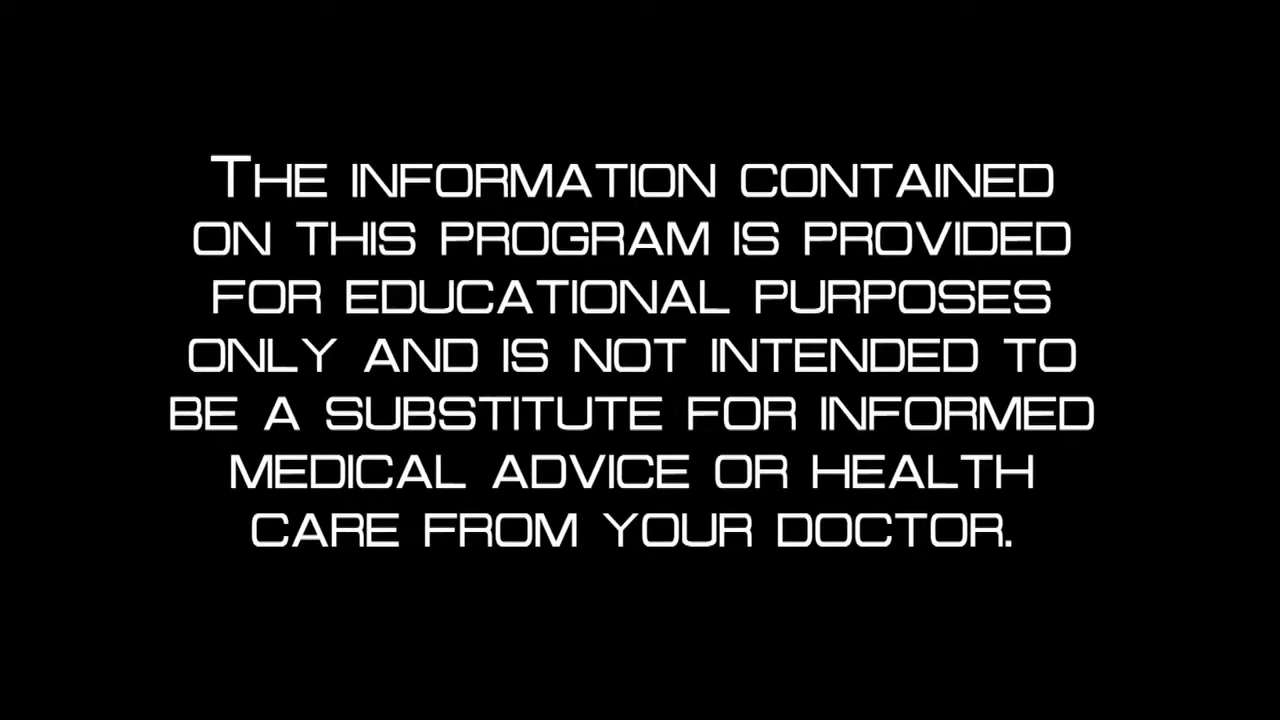 THE INFORMATION CONTAINED
ON THIS PROGRAM IS PROVIDED
FOR EDUCATIONAL PURPOSES
ONLY AND IS NOT INTENDED TO
BE A SUBSTITUTE FOR INFORMED
MEDICAL ADVICE OR HEALTH
CARE FROM YOUR DOCTOR.